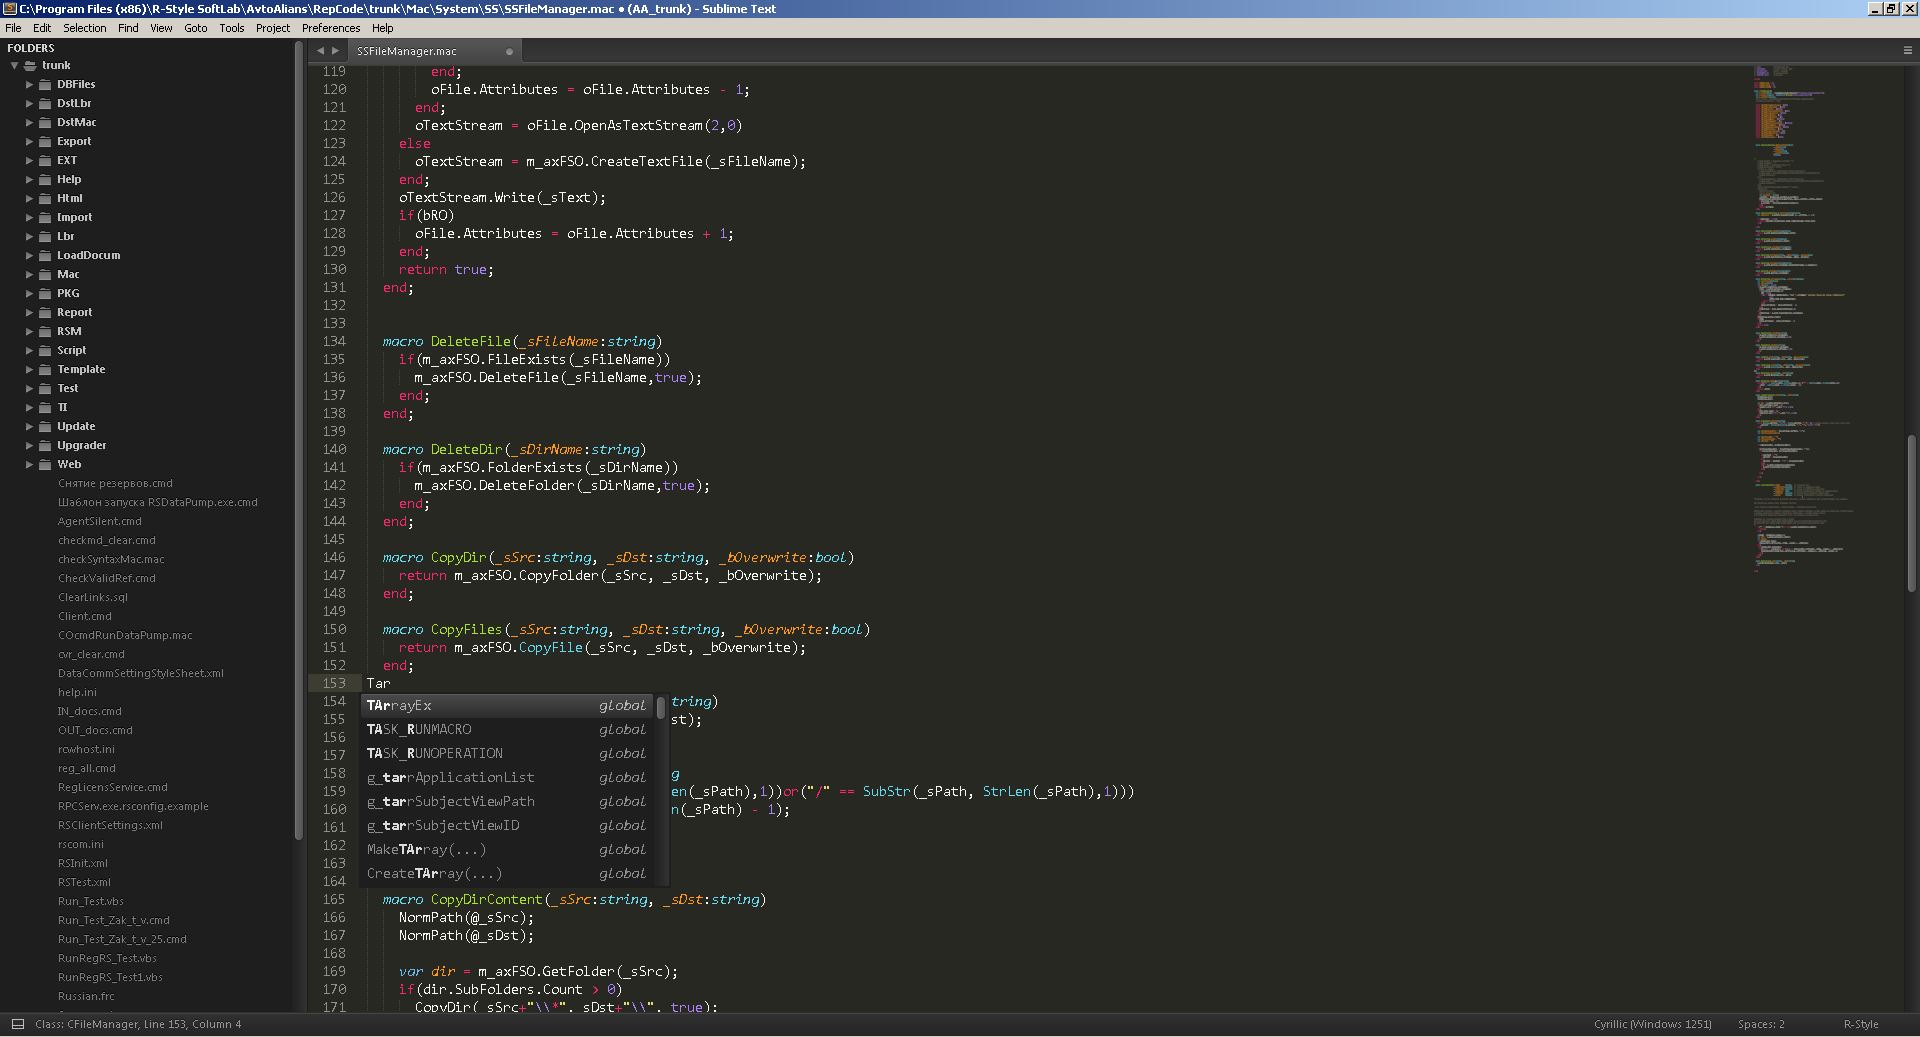 C:\Program Files (x86)\R-Style SoftLab\AvtoAlians\RepCode\trunk\Mac\System\SS\SSFileManager.mac • (AA_trunk) - Sublime Text
File Edit Selection Find View Goto Tools Project Preferences Help
FOLDERS
trunk
DBFiles
DstLbr
DstMac
Export
EXT
Help
Html
Import
Lbr
LoadDocum
Mac
PKG
Report
RSM
Script
Template
Test
TI
Update
Upgrader
Web
Снятие резервов.cmd
Шаблон запуска RSDataPump.exe.cmd
AgentSilent.cmd
checkmd_clear.cmd
checkSyntaxMac.mac
CheckValidRef.cmd
ClearLinks.sql
Client.cmd
COcmdRunDataPump.mac
cvr_clear.cmd
DataCommSettingStyleSheet.xml
help.ini
IN_docs.cmd
OUT_docs.cmd
rcwhost.ini
reg_all.cmd
RegLicensService.cmd
RPCServ.exe.rsconfig.example
RSClientSettings.xml
rscom.ini
RSInit.xml
RSTest.xml
Run_Test.vbs
Run_Test_Zak_t_v.cmd
Run_Test_Zak_t_v_25.cmd
RunRegRS_Test.vbs
RunRegRS_Test1.vbs
Russian.frc
SSFileManager.mac
119 end;
120 oFile.Attributes = oFile.Attributes - 1;
121 end;
122 oTextStream = oFile.OpenAsTextStream(2,0)
123 else
124 oTextStream = m_axFSO.CreateTextFile(_sFileName);
125 end;
126 oTextStream.Write(_sText);
127 if(bRO)
128 oFile.Attributes = oFile.Attributes + 1;
129 end;
130 return true;
131 end;
132
133
134 macro DeleteFile(_sFileName:string)
135 if(m_axFSO.FileExists(_sFileName))
136 m_axFSO.DeleteFile(_sFileName,true);
137 end;
138 end;
139
140 macro DeleteDir(_sDirName:string)
141 if(m_axFSO.FolderExists(_sDirName))
142 m_axFSO.DeleteFolder(_sDirName,true);
143 end;
144 end;
145
146 macro CopyDir(_sSrc:string, _sDst:string, _bOverwrite:bool)
147 return m_axFSO.CopyFolder(_sSrc, _sDst, _bOverwrite);
148 end;
149
150 macro CopyFiles(_sSrc:string, _sDst:string, _bOverwrite:bool)
151 return m_axFSO.CopyFile(_sSrc, _sDst, _bOverwrite);
152 end;
153 Tar
154 tring)
155 st);
156
157
158 g
159 en(_sPath),1))or("/" == SubStr(_sPath, StrLen(_sPath),1)))
160 n(_sPath) - 1);
161
162
163
164
TArrayEx global
TASK_RUNMACRO global
TASK_RUNOPERATION global
g_tarrApplicationList global
g_tarrSubjectViewPath global
g_tarrSubjectViewID global
MakeTArray(...) global
CreateTArray(...) global
165 macro CopyDirContent(_sSrc:string, _sDst:string)
166 NormPath(@_sSrc);
167 NormPath(@_sDst);
168
169 var dir = m_axFSO.GetFolder(_sSrc);
170 if(dir.SubFolders.Count > 0)
171 CopyDir(_sSrc+"\\*", _sDst+"\\", true);
Class: CFileManager, Line 153, Column 4
Cyrillic (Windows 1251) Spaces: 2 R-Style